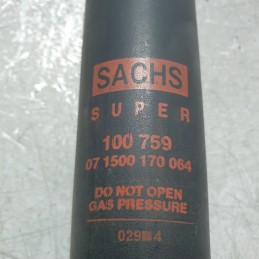 SACHS
SUPER
100 759
07 1500 170 064
DO NOT OPEN
GAS PRESSURE